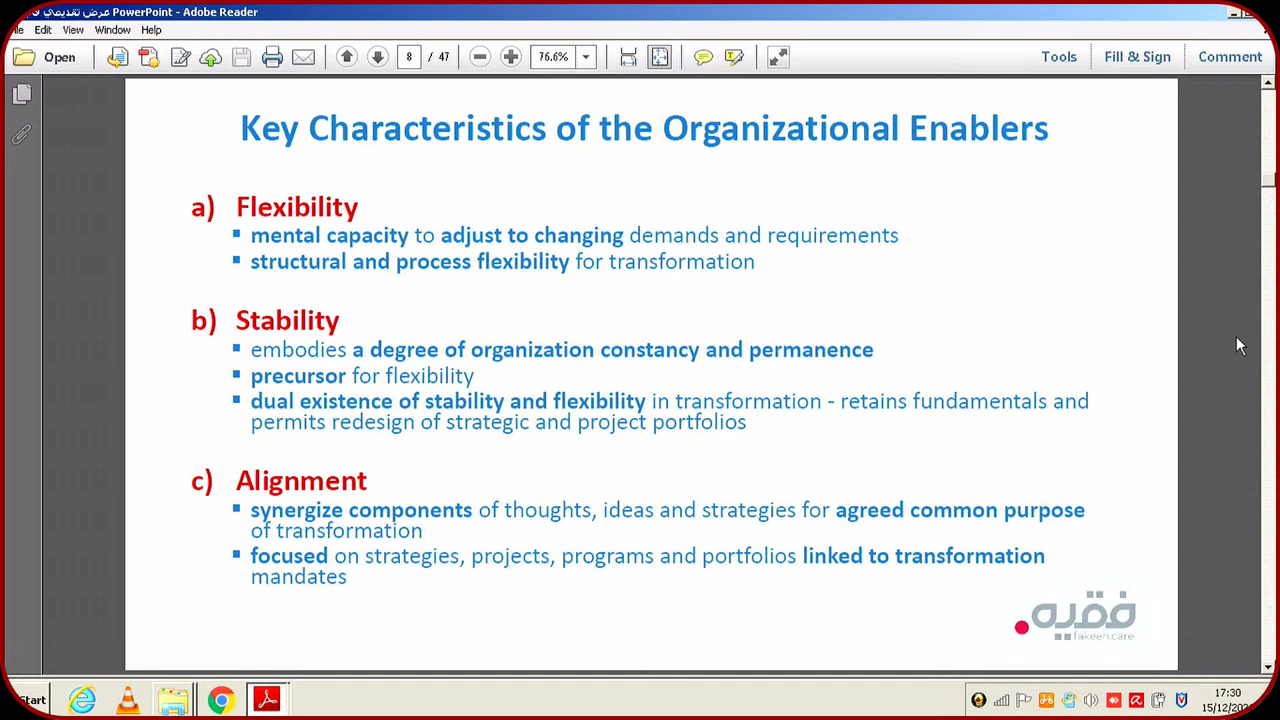 عرض تقديمي PowerPoint - Adobe Reader
Edit View Window Help
Open 8 / 47 76.6% Tools Fill & Sign Comment
Key Characteristics of the Organizational Enablers
a) Flexibility
▪ mental capacity to adjust to changing demands and requirements
▪ structural and process flexibility for transformation
b) Stability
▪ embodies a degree of organization constancy and permanence
▪ precursor for flexibility
▪ dual existence of stability and flexibility in transformation - retains fundamentals and
permits redesign of strategic and project portfolios
c) Alignment
▪ synergize components of thoughts, ideas and strategies for agreed common purpose
of transformation
▪ focused on strategies, projects, programs and portfolios linked to transformation
mandates
فقيه
fakeeh.care
Start 17:30
15/12/20